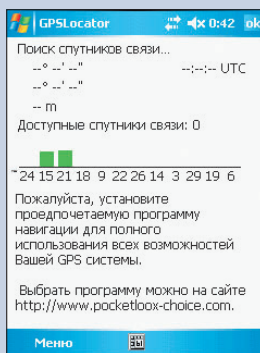 GPSLocator 0:42 ok
Поиск спутников связи...
--° --' --" --:--:-- UTC
--° --' --"
-- m
Доступные спутники связи: 0
24 15 21 18 9 22 26 14 3 29 19 6
Пожалуйста, установите
проедпочетаемую программу
навигации для полного
использования всех возможностей
Вашей GPS системы.
Выбрать программу можно на сайте
http://www.pocketloox-choice.com.
Меню